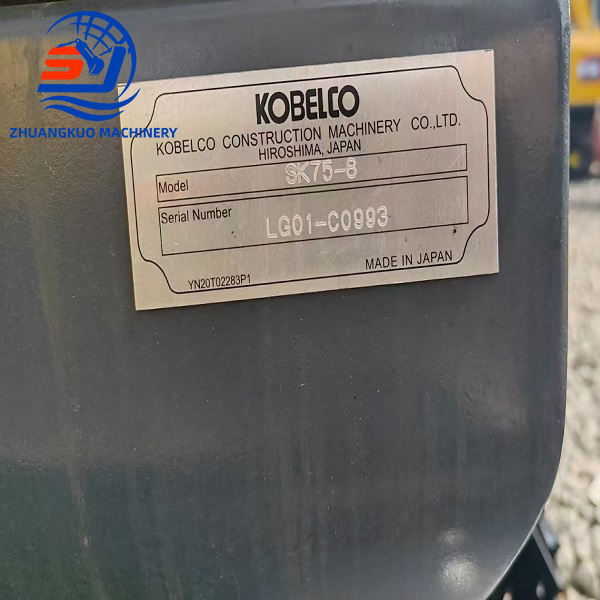 ZHUANGKUO MACHINERY
KOBELCO
KOBELCO CONSTRUCTION MACHINERY CO.,LTD.
HIROSHIMA, JAPAN
Model SK75-8
Serial Number LG01-C0993
MADE IN JAPAN
YN20T02283P1